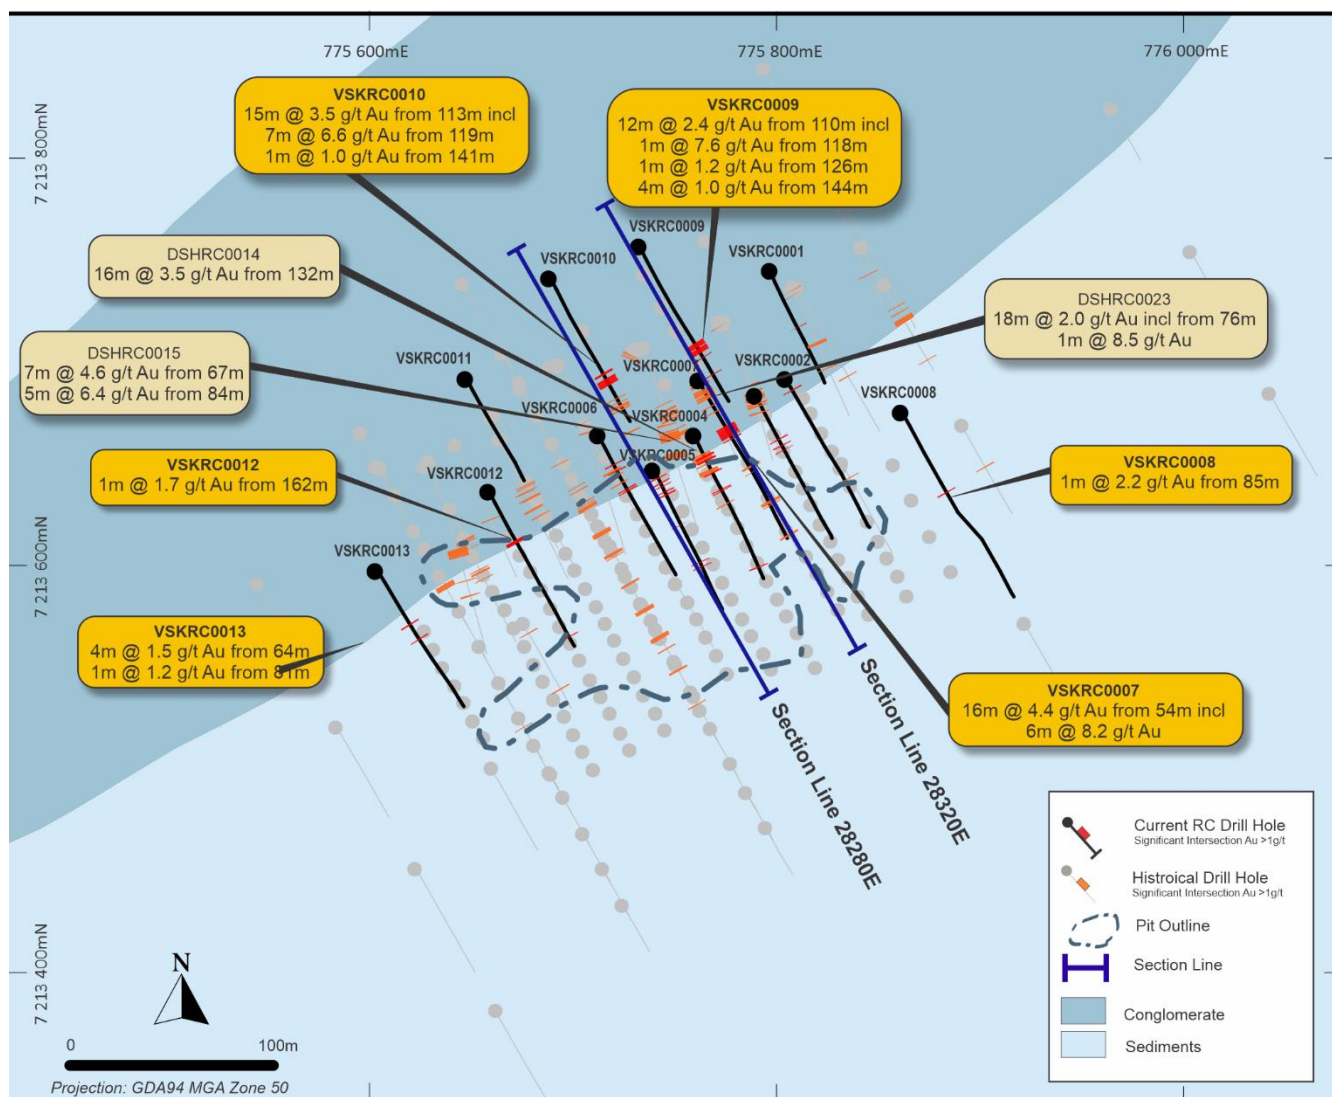 775 600mE
775 800mE
776 000mE
7 213 800mN
7 213 600mN
7 213 400mN
VSKRC0010
15m @ 3.5 g/t Au from 113m incl
7m @ 6.6 g/t Au from 119m
1m @ 1.0 g/t Au from 141m
VSKRC0009
12m @ 2.4 g/t Au from 110m incl
1m @ 7.6 g/t Au from 118m
1m @ 1.2 g/t Au from 126m
4m @ 1.0 g/t Au from 144m
DSHRC0014
16m @ 3.5 g/t Au from 132m
DSHRC0015
7m @ 4.6 g/t Au from 67m
5m @ 6.4 g/t Au from 84m
DSHRC0023
18m @ 2.0 g/t Au incl from 76m
1m @ 8.5 g/t Au
VSKRC0012
1m @ 1.7 g/t Au from 162m
VSKRC0008
1m @ 2.2 g/t Au from 85m
VSKRC0013
4m @ 1.5 g/t Au from 64m
1m @ 1.2 g/t Au from 81m
VSKRC0007
16m @ 4.4 g/t Au from 54m incl
6m @ 8.2 g/t Au
VSKRC0009
VSKRC0010
VSKRC0001
VSKRC0011
VSKRC0007
VSKRC0002
VSKRC0008
VSKRC0006
VSKRC0004
VSKRC0005
VSKRC0012
VSKRC0013
Section Line 28280E
Section Line 28320E
Current RC Drill Hole
Significant Intersection Au >1g/t
Histroical Drill Hole
Significant Intersection Au >1g/t
Pit Outline
Section Line
Conglomerate
Sediments
N
0 100m
Projection: GDA94 MGA Zone 50